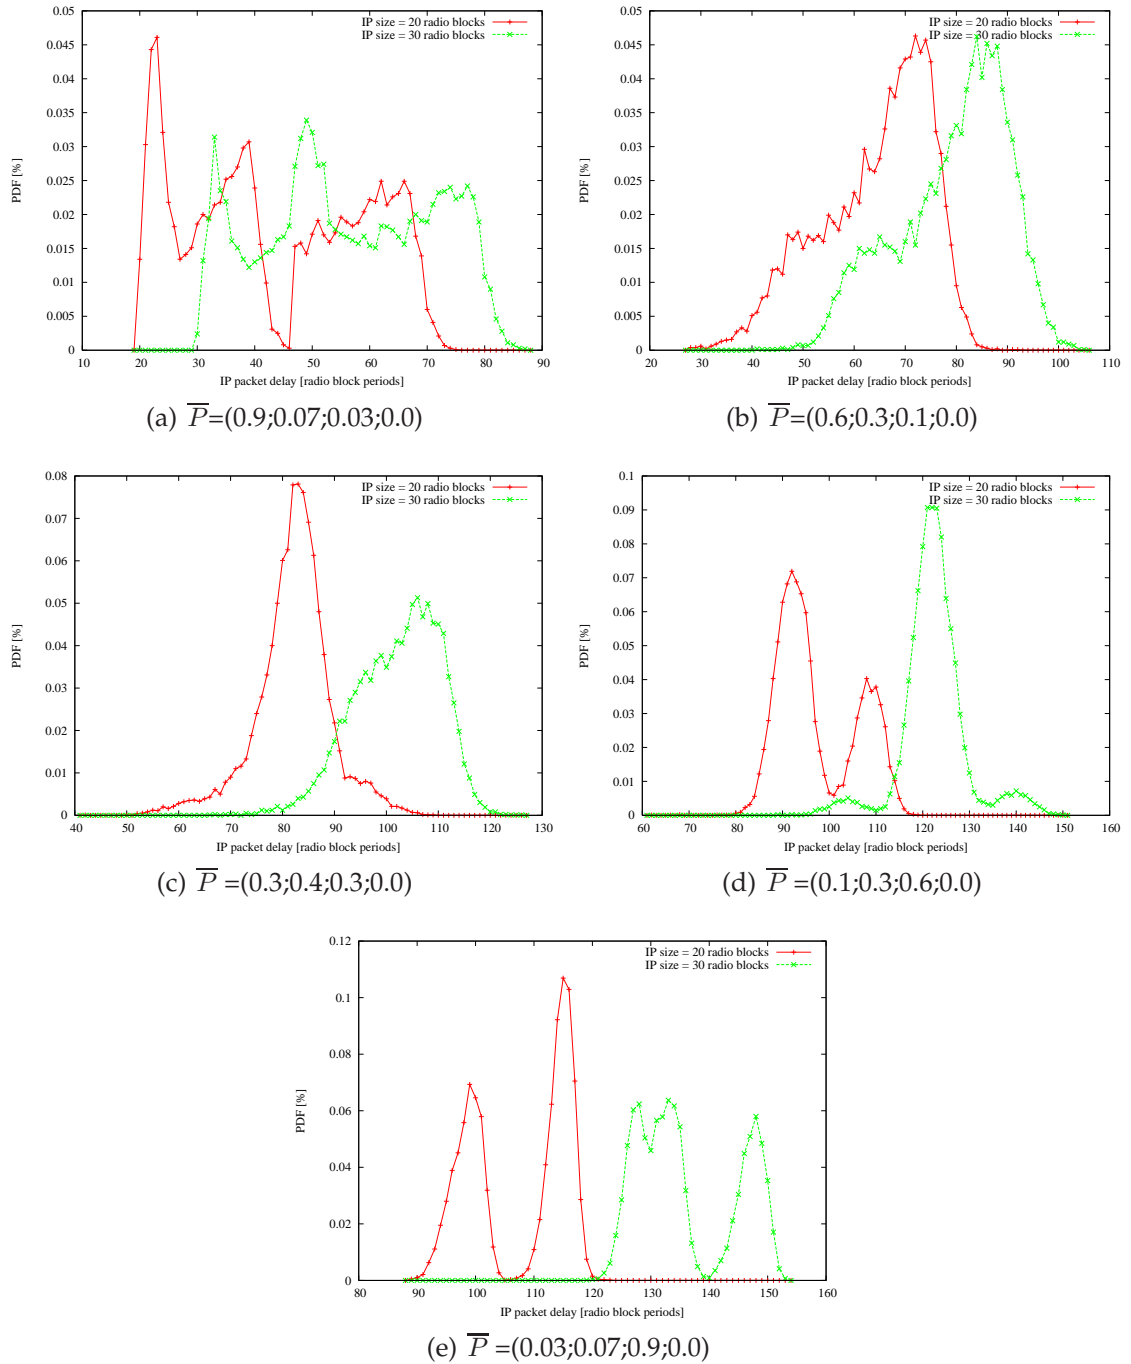 0.05
0.045
0.04
0.035
0.03
0.025
0.02
0.015
0.01
0.005
0
PDF [%]
IP size = 20 radio blocks
IP size = 30 radio blocks
10 20 30 40 50 60 70 80 90
IP packet delay [radio block periods]
(a) P=(0.9;0.07;0.03;0.0)
0.05
0.045
0.04
0.035
0.03
0.025
0.02
0.015
0.01
0.005
0
PDF [%]
IP size = 20 radio blocks
IP size = 30 radio blocks
20 30 40 50 60 70 80 90 100 110
IP packet delay [radio block periods]
(b) P=(0.6;0.3;0.1;0.0)
0.08
0.07
0.06
0.05
0.04
0.03
0.02
0.01
0
PDF [%]
IP size = 20 radio blocks
IP size = 30 radio blocks
40 50 60 70 80 90 100 110 120 130
IP packet delay [radio block periods]
(c) P =(0.3;0.4;0.3;0.0)
0.1
0.09
0.08
0.07
0.06
0.05
0.04
0.03
0.02
0.01
0
PDF [%]
IP size = 20 radio blocks
IP size = 30 radio blocks
60 70 80 90 100 110 120 130 140 150 160
IP packet delay [radio block periods]
(d) P =(0.1;0.3;0.6;0.0)
0.12
0.1
0.08
0.06
0.04
0.02
0
PDF [%]
IP size = 20 radio blocks
IP size = 30 radio blocks
80 90 100 110 120 130 140 150 160
IP packet delay [radio block periods]
(e) P =(0.03;0.07;0.9;0.0)